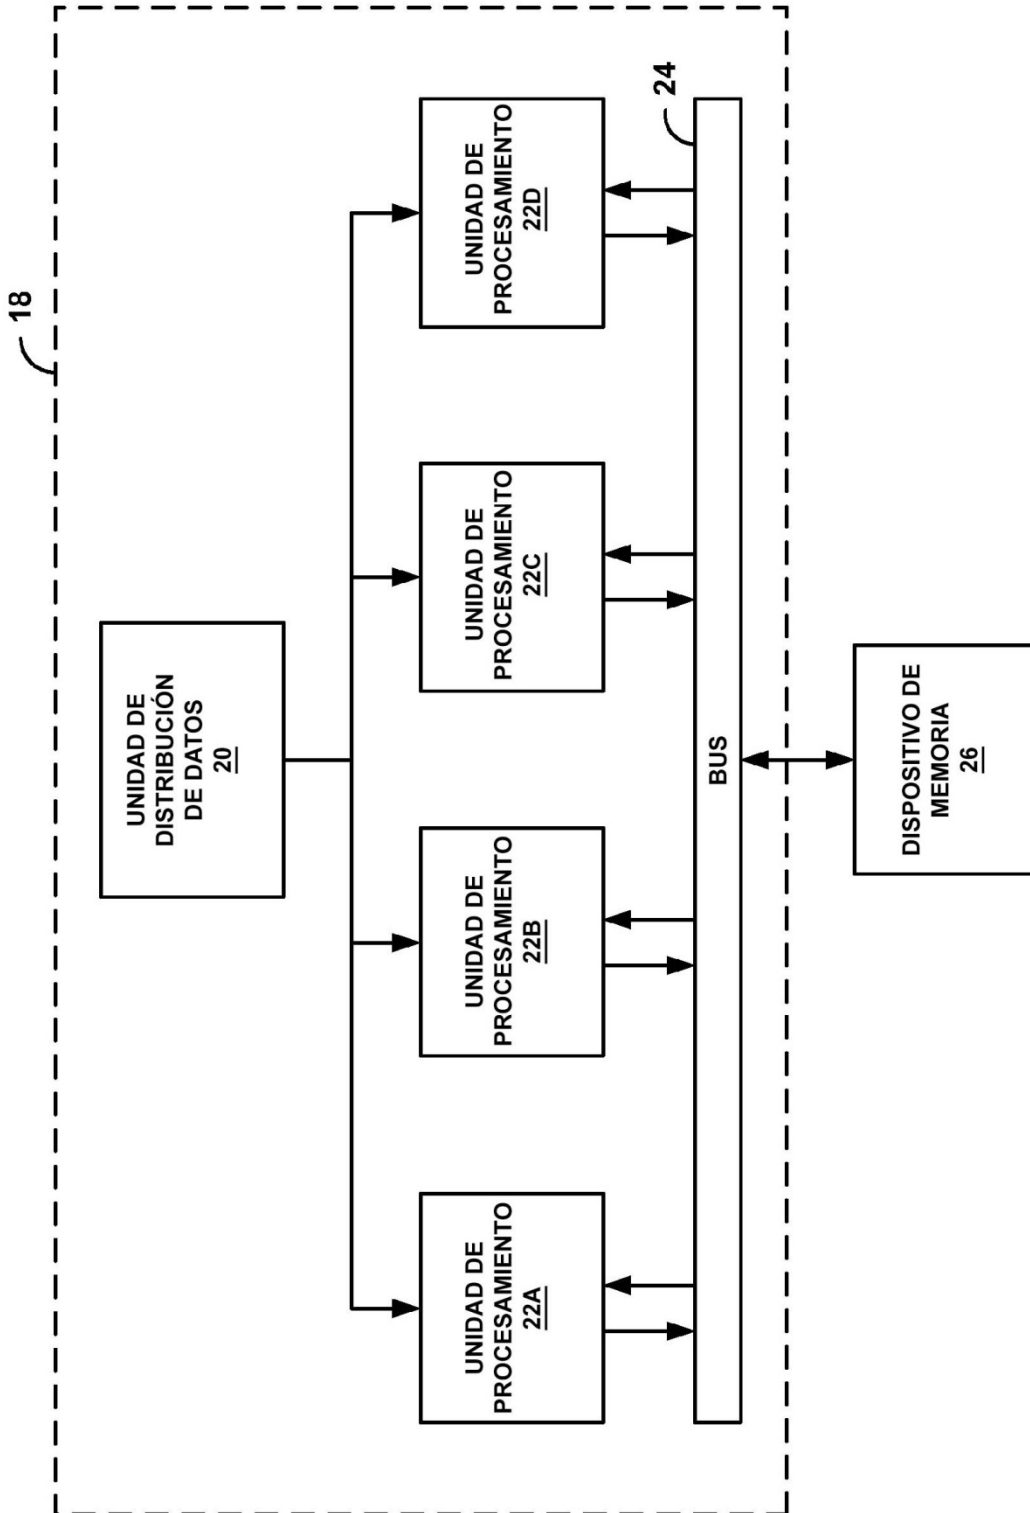 18
UNIDAD DE
DISTRIBUCIÓN
DE DATOS
20
UNIDAD DE
PROCESAMIENTO
22A
UNIDAD DE
PROCESAMIENTO
22B
UNIDAD DE
PROCESAMIENTO
22C
UNIDAD DE
PROCESAMIENTO
22D
24
BUS
DISPOSITIVO DE
MEMORIA
26